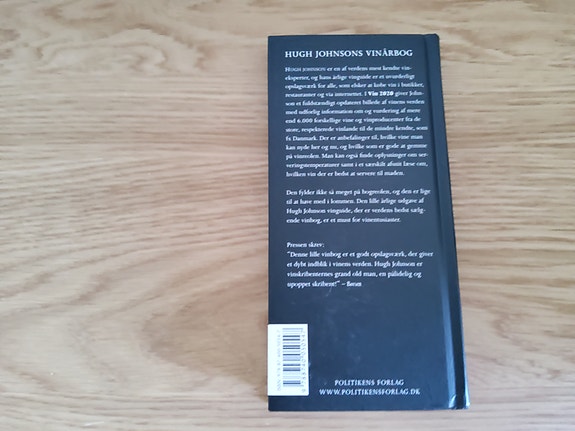 HUGH JOHNSONS VINÅRBOG
HUGH JOHNSON er en af verdens mest kendte vin-
eksperter, og hans årlige vinguide er et uvurderligt
opslagsværk for alle, som elsker at købe vin i butikker,
restauranter og via internettet. I Vin 2020 giver John-
son et fuldstændigt opdateret billede af vinens verden
med udførlig information om og vurdering af mere
end 6.000 forskellige vine og vinproducenter fra de
store, respekterede vinlande til de mindre kendte, som
fx Danmark. Der er anbefalinger til, hvilke vine man
kan nyde her og nu, og hvilke som er gode at gemme
på vinreolen. Man kan også finde oplysninger om ser-
veringstemperaturer samt i et særskilt afsnit læse om,
hvilken vin der er bedst at servere til maden.
Den fylder ikke så meget på bogreolen, og den er lige
til at have med i lommen. Den lille årlige udgave af
Hugh Johnson vinguide, der er verdens bedst sælg-
ende vinbog, er et must for vinentusiaster.
Pressen skrev:
"Denne lille vinbog er et godt opslagsværk, der giver
et dybt indblik i vinens verden. Hugh Johnson er
vinskribenternes grand old man, en pålidelig og
upoppet skribent!" – Børsen
POLITIKENS FORLAG
WWW.POLITIKENSFORLAG.DK